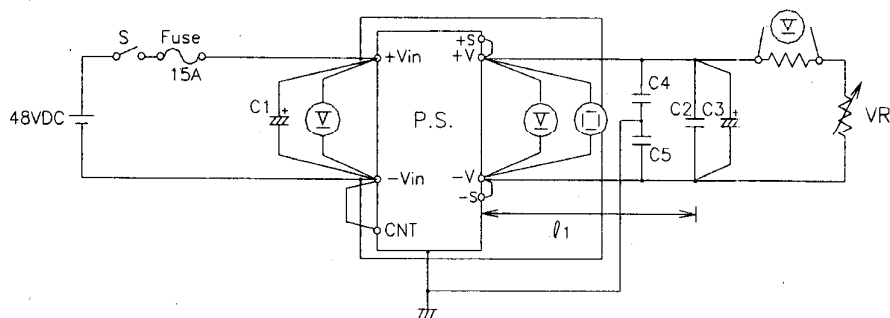 S Fuse
15A
48VDC
C1
+
V
+Vin
-Vin
CNT
P.S.
+S
+V
-V
-S
V
C4
C5
C2
C3
+
V
VR
ℓ1